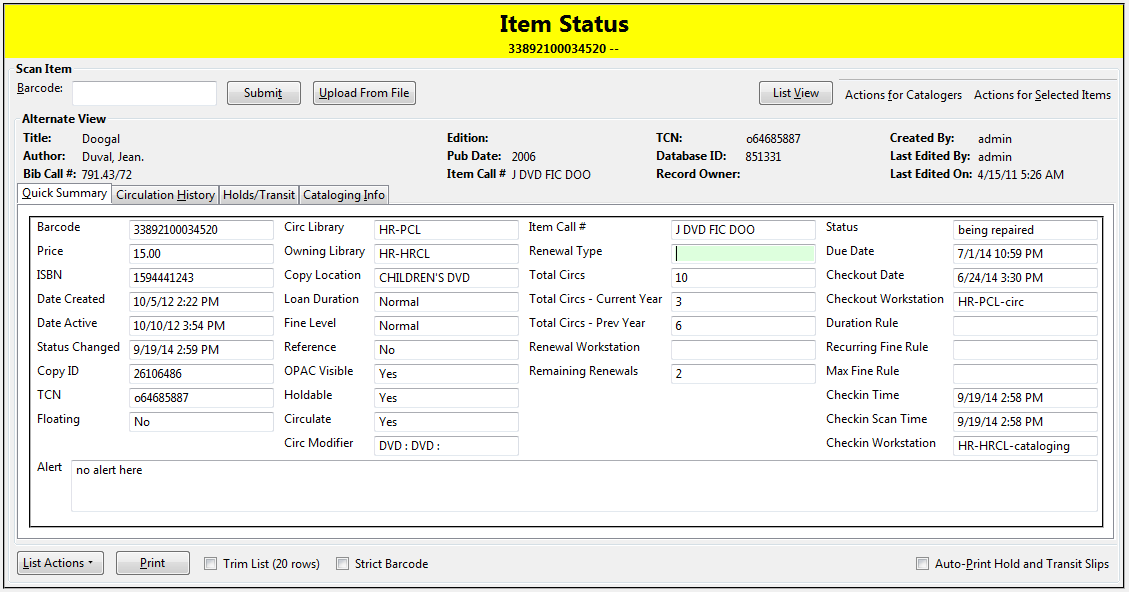 Item Status
33892100034520 --
Scan Item
Barcode: Submit Upload From File List View Actions for Catalogers Actions for Selected Items
Alternate View
Title: Doogal Edition: TCN: o64685887 Created By: admin
Author: Duval, Jean. Pub Date: 2006 Database ID: 851331 Last Edited By: admin
Bib Call #: 791.43/72 Item Call # J DVD FIC DOO Record Owner: Last Edited On: 4/15/11 5:26 AM
Quick Summary Circulation History Holds/Transit Cataloging Info
Barcode 33892100034520 Circ Library HR-PCL Item Call # J DVD FIC DOO Status being repaired
Price 15.00 Owning Library HR-HRCL Renewal Type Due Date 7/1/14 10:59 PM
ISBN 1594441243 Copy Location CHILDREN'S DVD Total Circs 10 Checkout Date 6/24/14 3:30 PM
Date Created 10/5/12 2:22 PM Loan Duration Normal Total Circs - Current Year 3 Checkout Workstation HR-PCL-circ
Date Active 10/10/12 3:54 PM Fine Level Normal Total Circs - Prev Year 6 Duration Rule
Status Changed 9/19/14 2:59 PM Reference No Renewal Workstation Recurring Fine Rule
Copy ID 26106486 OPAC Visible Yes Remaining Renewals 2 Max Fine Rule
TCN o64685887 Holdable Yes Checkin Time 9/19/14 2:58 PM
Floating No Circulate Yes Checkin Scan Time 9/19/14 2:58 PM
Circ Modifier DVD : DVD : Checkin Workstation HR-HRCL-cataloging
Alert no alert here
List Actions Print Trim List (20 rows) Strict Barcode Auto-Print Hold and Transit Slips